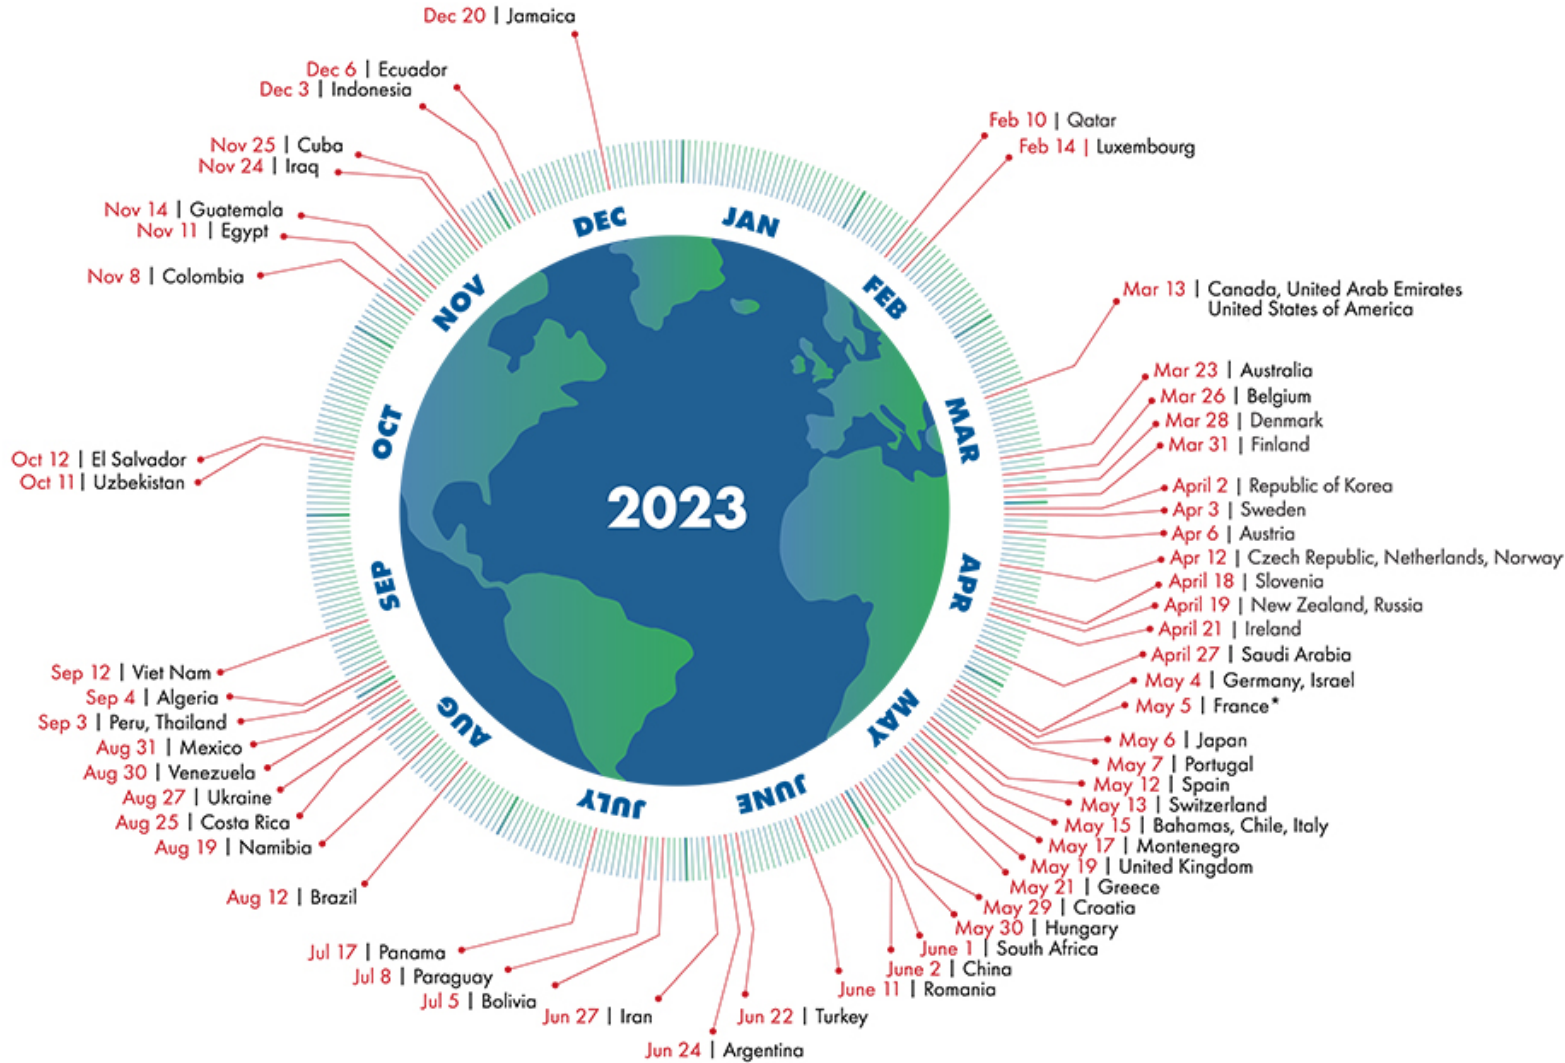 Dec 20 | Jamaica
Dec 6 | Ecuador
Dec 3 | Indonesia
Nov 25 | Cuba
Nov 24 | Iraq
Nov 14 | Guatemala
Nov 11 | Egypt
Nov 8 | Colombia
Oct 12 | El Salvador
Oct 11 | Uzbekistan
Sep 12 | Viet Nam
Sep 4 | Algeria
Sep 3 | Peru, Thailand
Aug 31 | Mexico
Aug 30 | Venezuela
Aug 27 | Ukraine
Aug 25 | Costa Rica
Aug 19 | Namibia
Aug 12 | Brazil
Jul 17 | Panama
Jul 8 | Paraguay
Jul 5 | Bolivia
Jun 27 | Iran
Jun 24 | Argentina
Jun 22 | Turkey
Feb 10 | Qatar
Feb 14 | Luxembourg
Mar 13 | Canada, United Arab Emirates
United States of America
Mar 23 | Australia
Mar 26 | Belgium
Mar 28 | Denmark
Mar 31 | Finland
April 2 | Republic of Korea
Apr 3 | Sweden
Apr 6 | Austria
Apr 12 | Czech Republic, Netherlands, Norway
April 18 | Slovenia
April 19 | New Zealand, Russia
April 21 | Ireland
April 27 | Saudi Arabia
May 4 | Germany, Israel
May 5 | France*
May 6 | Japan
May 7 | Portugal
May 12 | Spain
May 13 | Switzerland
May 15 | Bahamas, Chile, Italy
May 17 | Montenegro
May 19 | United Kingdom
May 21 | Greece
May 29 | Croatia
May 30 | Hungary
June 1 | South Africa
June 2 | China
June 11 | Romania
JAN
FEB
MAR
APR
MAY
JUNE
JULY
AUG
SEP
OCT
NOV
DEC
2023